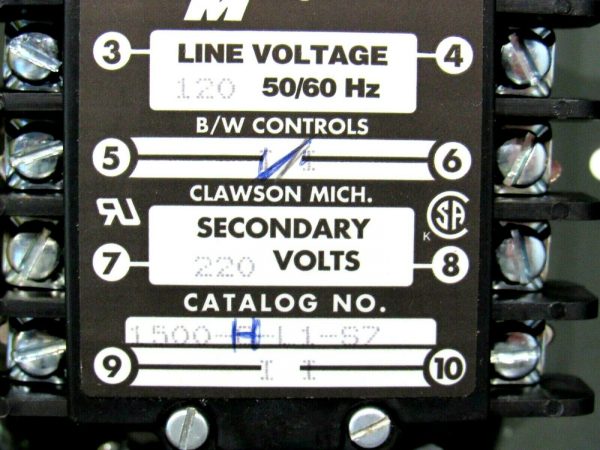 M
3 LINE VOLTAGE 4
120 50/60 Hz
B/W CONTROLS
5 6
CLAWSON MICH.
SECONDARY
7 220 VOLTS 8
CATALOG NO.
1500-H-L1-S7
9 10